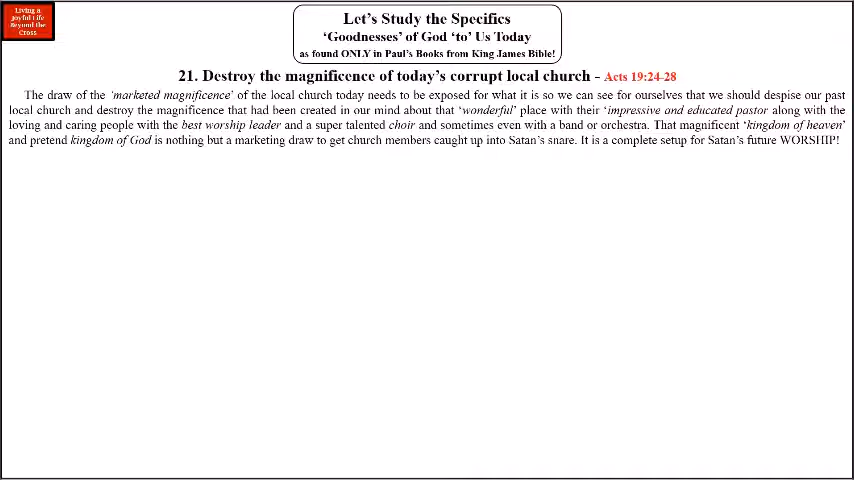 Living a
Joyful Life
Beyond the
Cross
Let's Study the Specifics
‘Goodnesses’ of God ‘to’ Us Today
as found ONLY in Paul's Books from King James Bible!
21. Destroy the magnificence of today's corrupt local church - Acts 19:24-28
The draw of the ‘marketed magnificence’ of the local church today needs to be exposed for what it is so we can see for ourselves that we should despise our past
local church and destroy the magnificence that had been created in our mind about that ‘wonderful’ place with their ‘impressive and educated pastor along with the
loving and caring people with the best worship leader and a super talented choir and sometimes even with a band or orchestra. That magnificent ‘kingdom of heaven’
and pretend kingdom of God is nothing but a marketing draw to get church members caught up into Satan's snare. It is a complete setup for Satan's future WORSHIP!